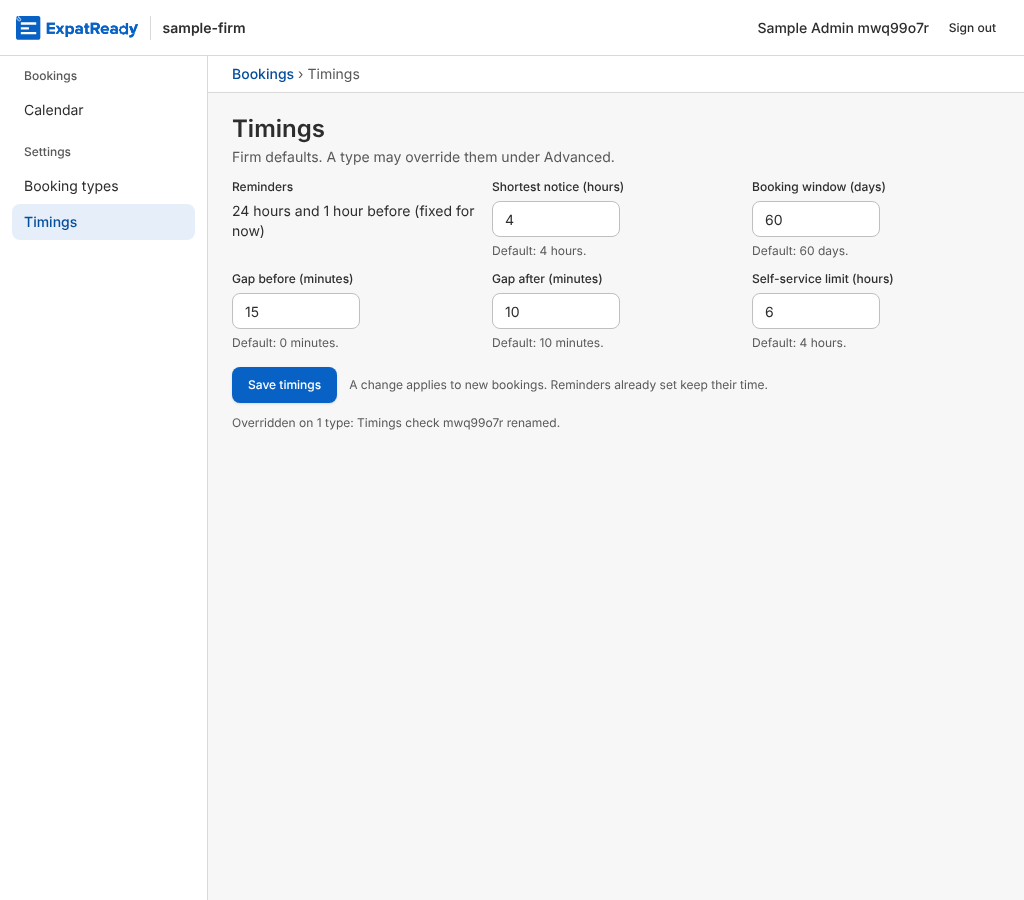 ExpatReady
sample-firm
Sample Admin mwq99o7r
Sign out
Bookings
Calendar
Settings
Booking types
Timings
Bookings › Timings
Timings
Firm defaults. A type may override them under Advanced.
Reminders
24 hours and 1 hour before (fixed for
now)
Shortest notice (hours)
4
Default: 4 hours.
Booking window (days)
60
Default: 60 days.
Gap before (minutes)
15
Default: 0 minutes.
Gap after (minutes)
10
Default: 10 minutes.
Self-service limit (hours)
6
Default: 4 hours.
Save timings
A change applies to new bookings. Reminders already set keep their time.
Overridden on 1 type: Timings check mwq99o7r renamed.